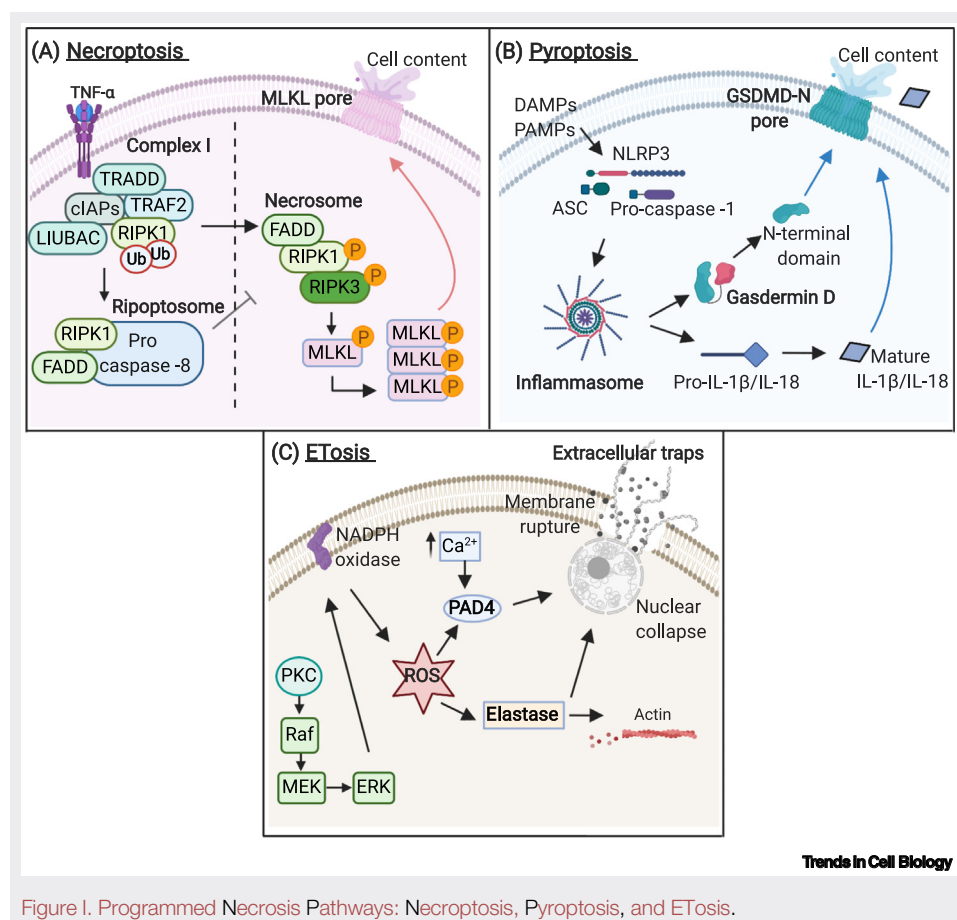 (A) Necroptosis
Cell content
TNF-α
MLKL pore
Complex I
TRADD
cIAPs
TRAF2
LIUBAC
RIPK1
Ub
Ub
Necrosome
FADD
RIPK1
P
RIPK3
P
Ripoptosome
RIPK1
Pro
caspase -8
FADD
MLKL
P
MLKL
P
MLKL
P
MLKL
P
(B) Pyroptosis
Cell content
DAMPs
PAMPs
GSDMD-N
pore
NLRP3
ASC
Pro-caspase -1
N-terminal
domain
Gasdermin D
Inflammasome
Pro-IL-1β/IL-18
Mature
IL-1β/IL-18
(C) ETosis
Extracellular traps
Membrane
rupture
NADPH
oxidase
Ca²⁺
PAD4
Nuclear
collapse
ROS
PKC
Elastase
Actin
Raf
MEK
ERK
Trends in Cell Biology
Figure I. Programmed Necrosis Pathways: Necroptosis, Pyroptosis, and ETosis.